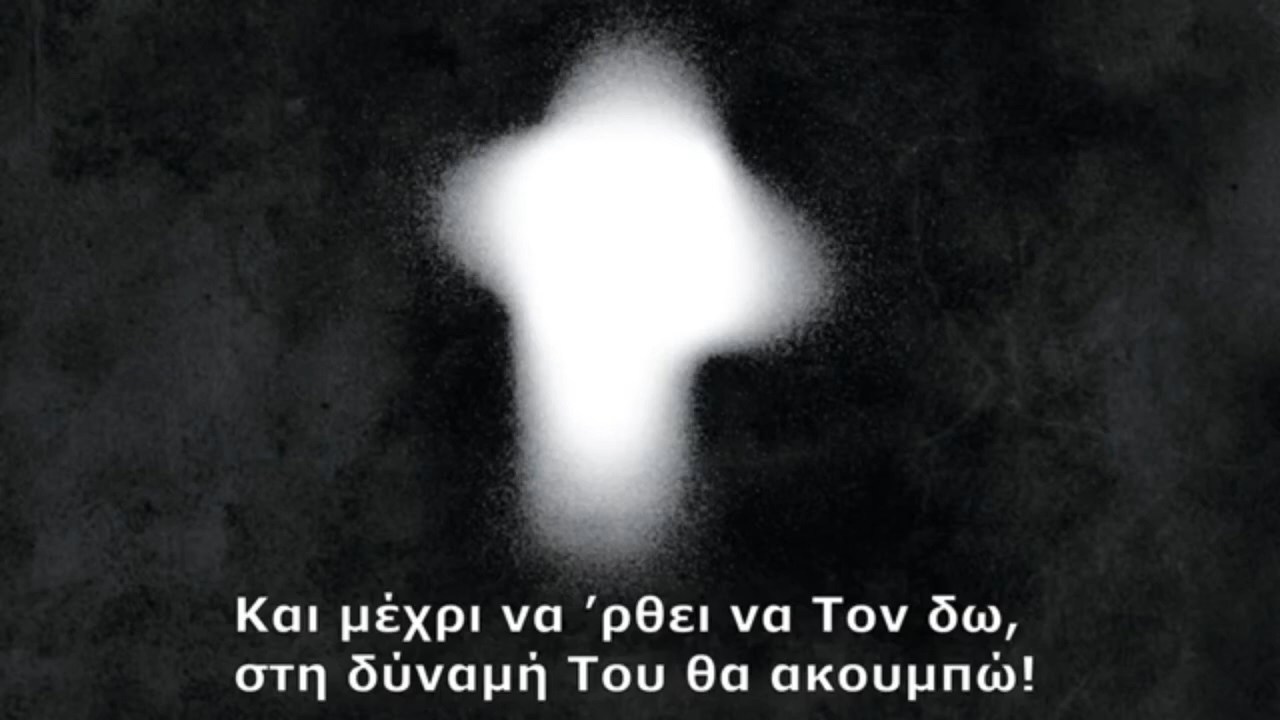 Και μέχρι να ’ρθει να Τον δω,
στη δύναμή Του θα ακουμπώ!